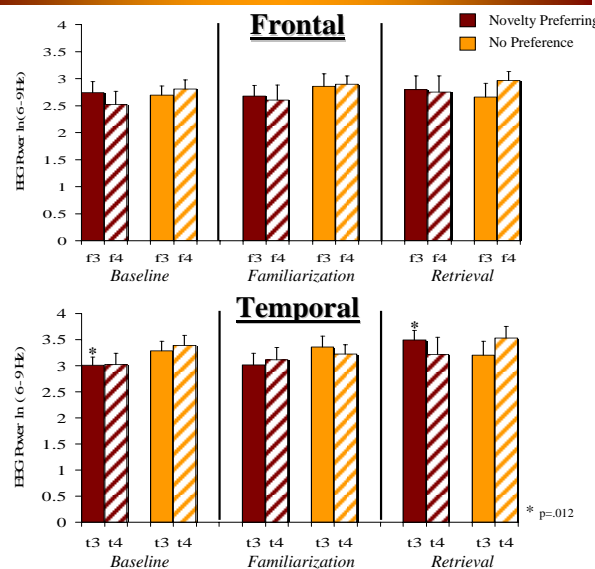 Frontal
Novelty Preferring
No Preference
EEG Power ln (6-9Hz)
4
3.5
3
2.5
2
1.5
1
0.5
0
f3 f4 f3 f4 f3 f4 f3 f4 f3 f4 f3 f4
Baseline Familiarization Retrieval
Temporal
EEG Power ln (6-9Hz)
4
3.5
3
2.5
2
1.5
1
0.5
0
*
*
* p=.012
t3 t4 t3 t4 t3 t4 t3 t4 t3 t4 t3 t4
Baseline Familiarization Retrieval